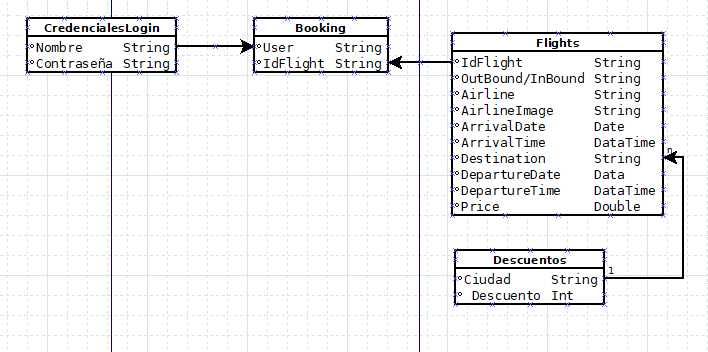 CredencialesLogin
Nombre String
Contraseña String
Booking
User String
IdFlight String
Flights
IdFlight String
OutBound/InBound String
Airline String
AirlineImage String
ArrivalDate Date
ArrivalTime DataTime
Destination String
DepartureDate Data
DepartureTime DataTime
Price Double
n
Descuentos
Ciudad String
Descuento Int
1